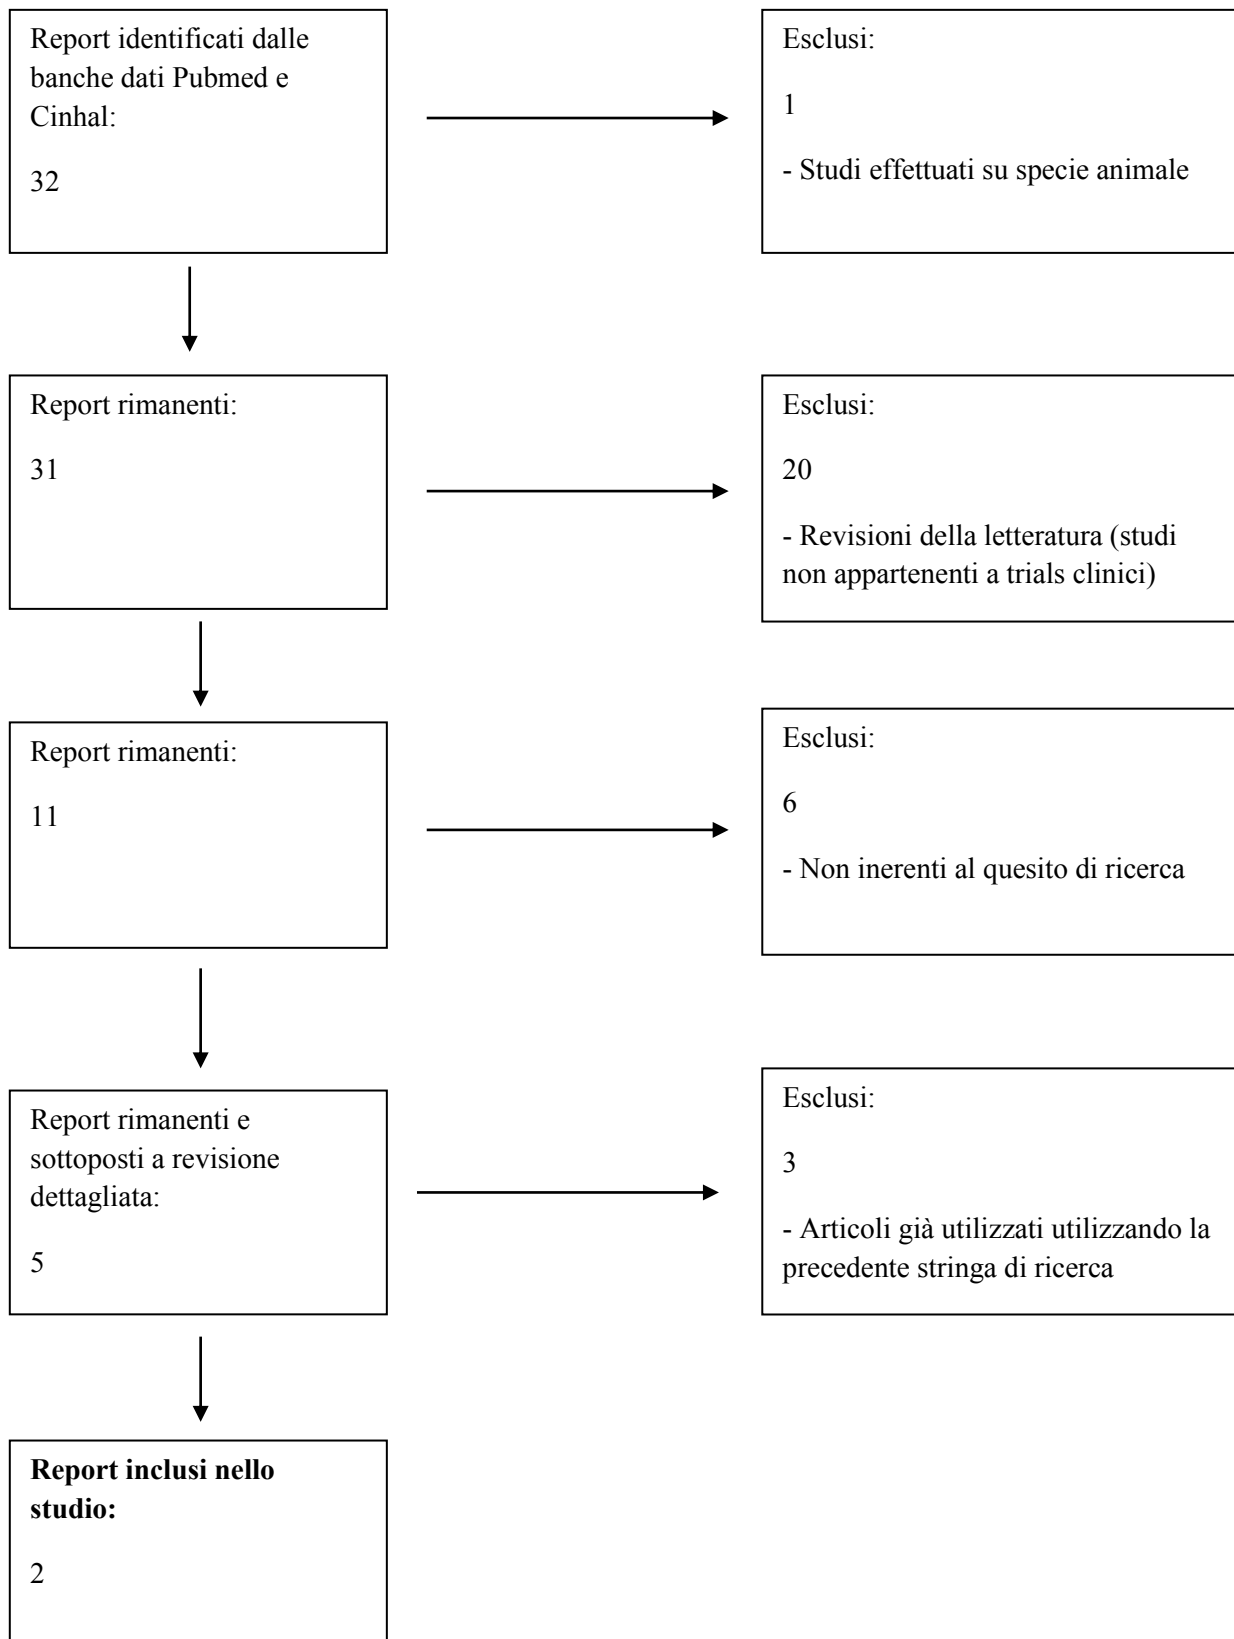 Report identificati dalle
banche dati Pubmed e
Cinhal:
32
Esclusi:
1
- Studi effettuati su specie animale
Report rimanenti:
31
Esclusi:
20
- Revisioni della letteratura (studi
non appartenenti a trials clinici)
Report rimanenti:
11
Esclusi:
6
- Non inerenti al quesito di ricerca
Report rimanenti e
sottoposti a revisione
dettagliata:
5
Esclusi:
3
- Articoli già utilizzati utilizzando la
precedente stringa di ricerca
Report inclusi nello
studio:
2